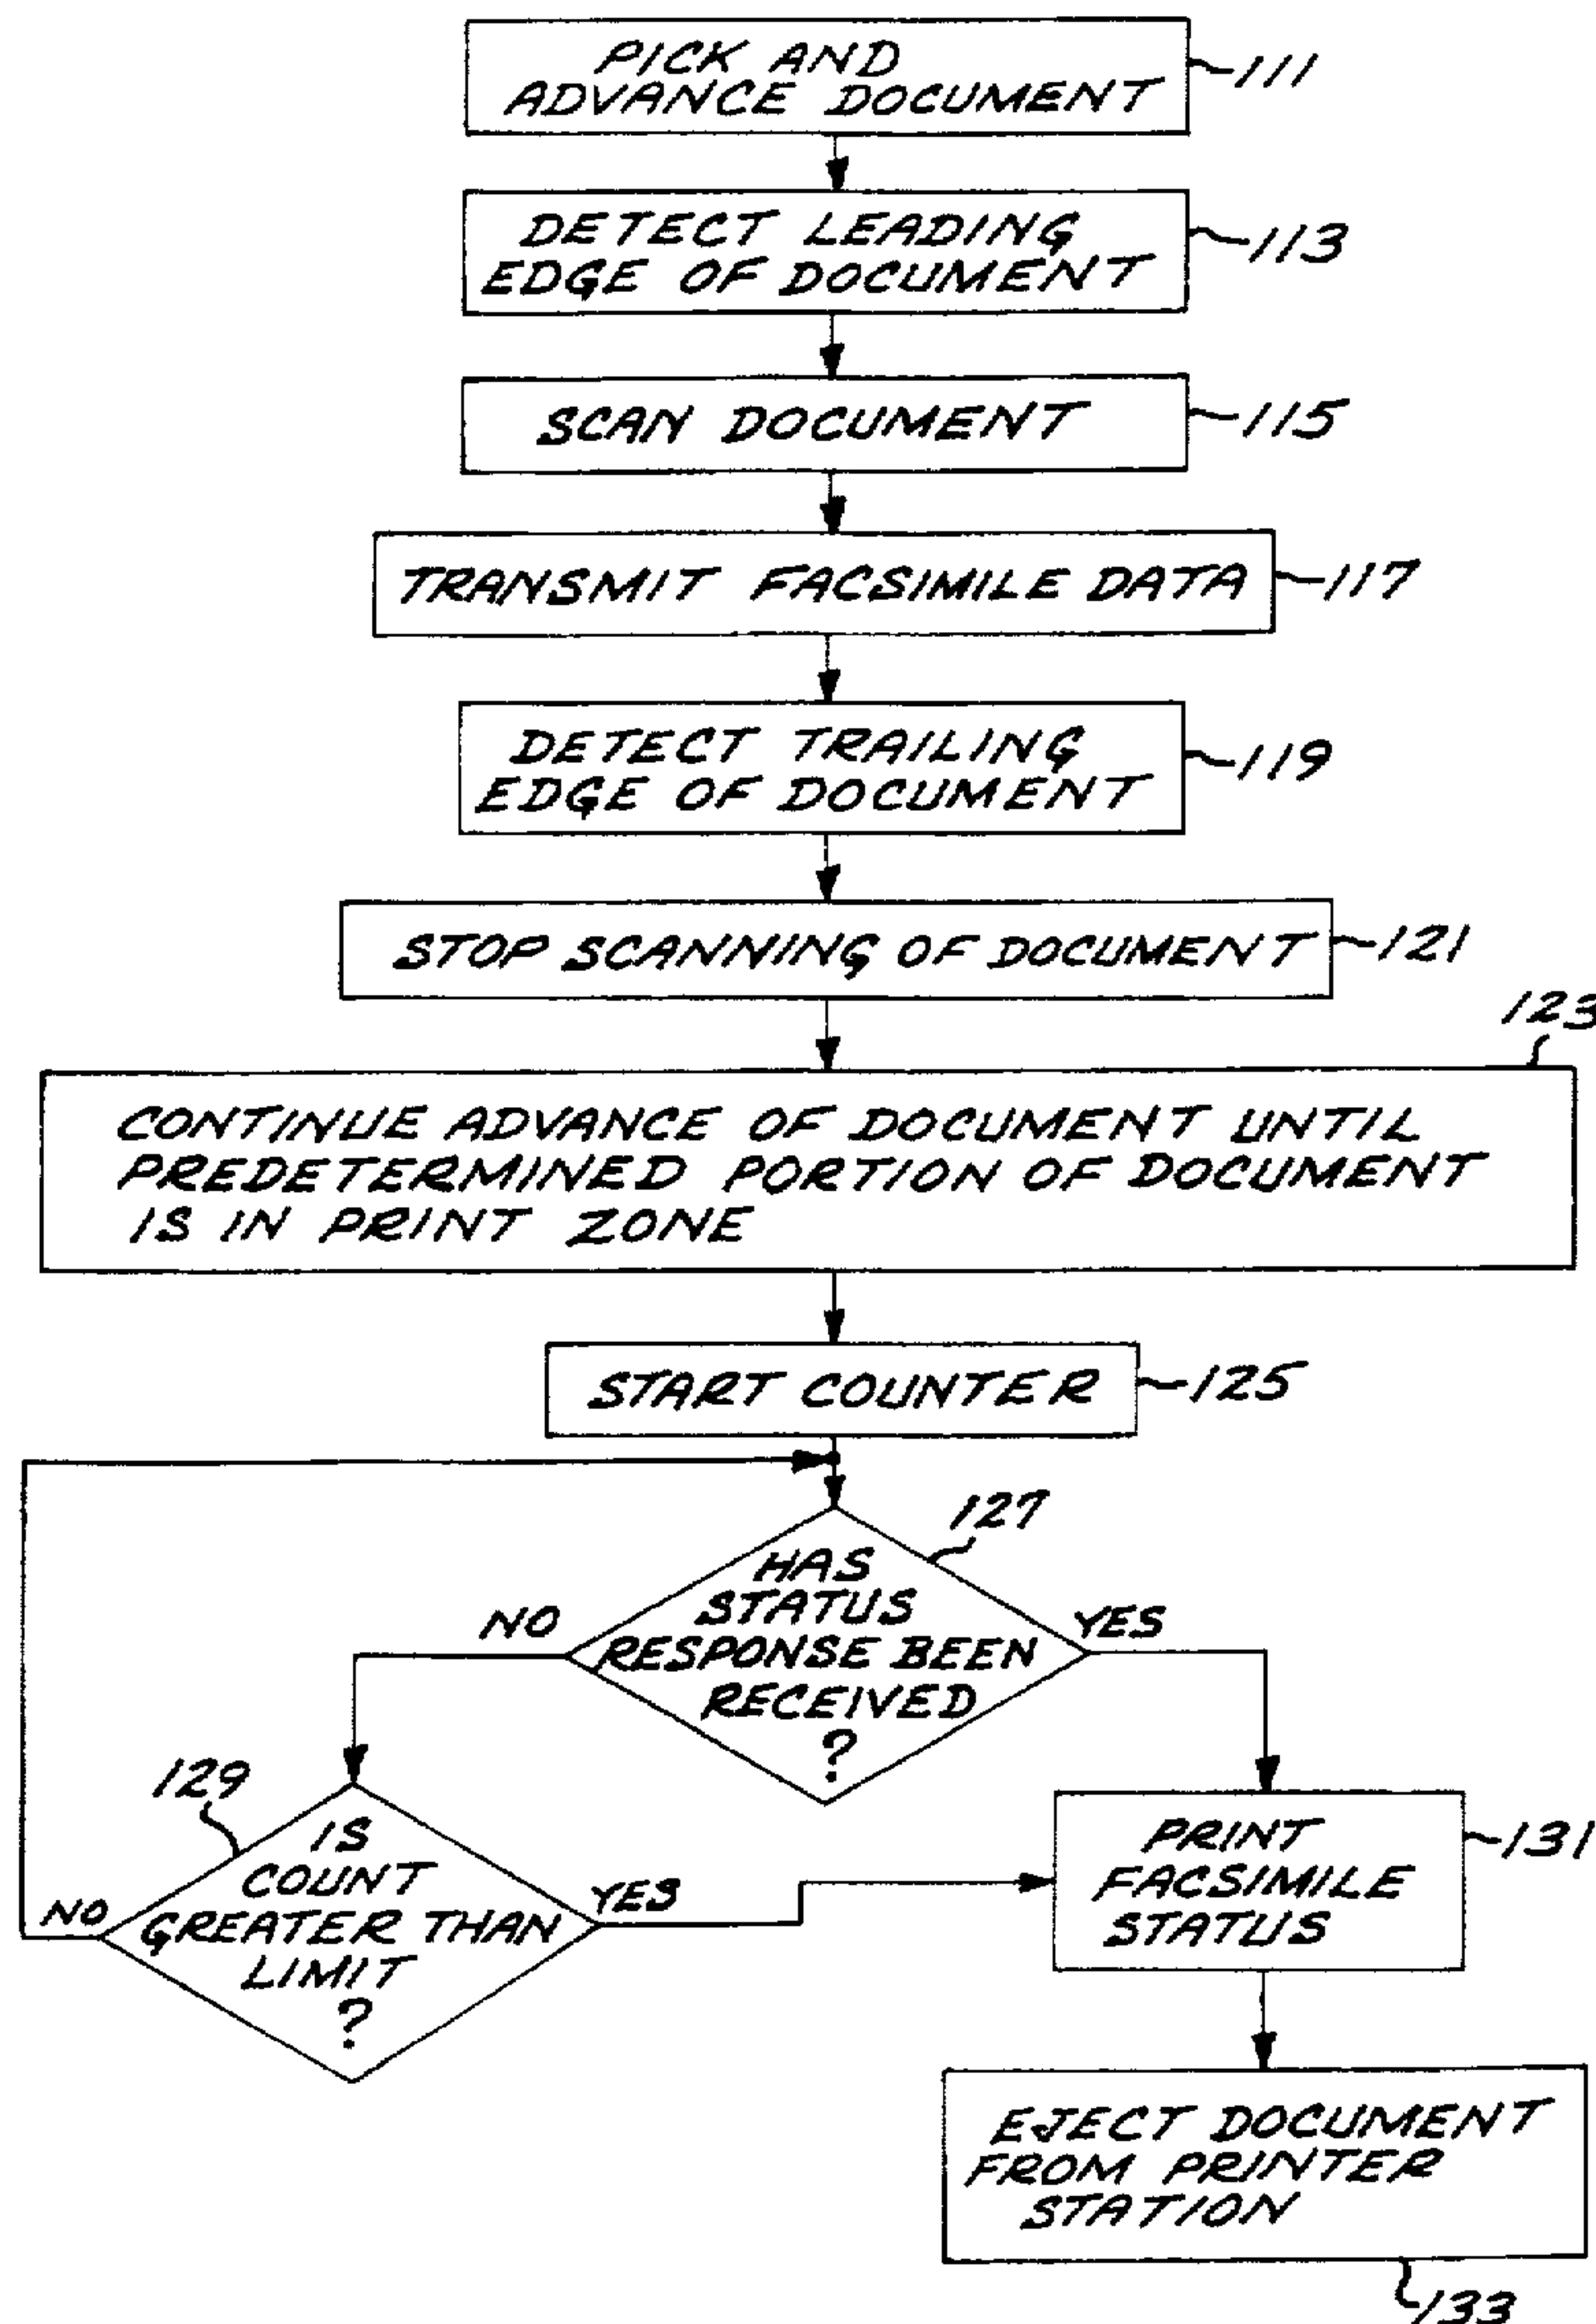 PICK AND
ADVANCE DOCUMENT
111
DETECT LEADING
EDGE OF DOCUMENT
113
SCAN DOCUMENT
115
TRANSMIT FACSIMILE DATA
117
DETECT TRAILING
EDGE OF DOCUMENT
119
STOP SCANNING OF DOCUMENT
121
123
CONTINUE ADVANCE OF DOCUMENT UNTIL
PREDETERMINED PORTION OF DOCUMENT
IS IN PRINT ZONE
START COUNTER
125
127
HAS
STATUS
RESPONSE BEEN
RECEIVED
?
NO
YES
129
IS
COUNT
GREATER THAN
LIMIT
?
NO
YES
PRINT
FACSIMILE
STATUS
131
EJECT DOCUMENT
FROM PRINTER
STATION
133